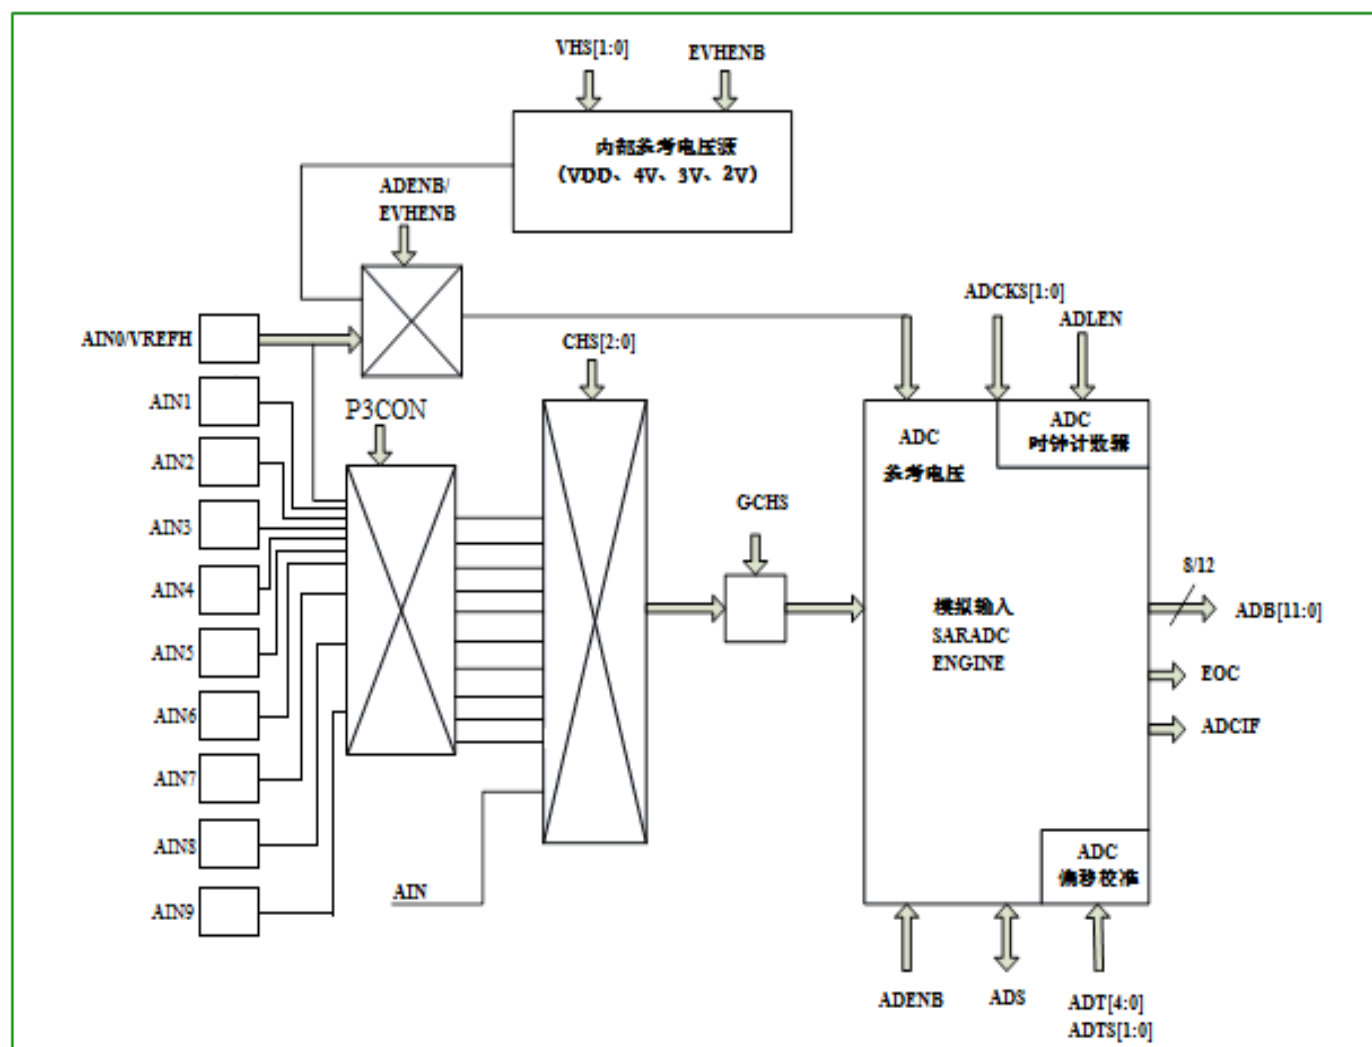 VHS[1:0]
EVHENB
内部参考电压源
(VDD、4V、3V、2V)
ADENB/
EVHENB
ADCKS[1:0]
ADLEN
AIN0/VREFH
CHS[2:0]
AIN1
P3CON
ADC
参考电压
ADC
时钟计数器
AIN2
AIN3
GCHS
AIN4
8/12
ADB[11:0]
模拟输入
SARADC
ENGINE
AIN5
EOC
AIN6
ADCIF
AIN7
AIN8
ADC
偏移校准
AIN
AIN9
ADENB
ADS
ADT[4:0]
ADTS[1:0]